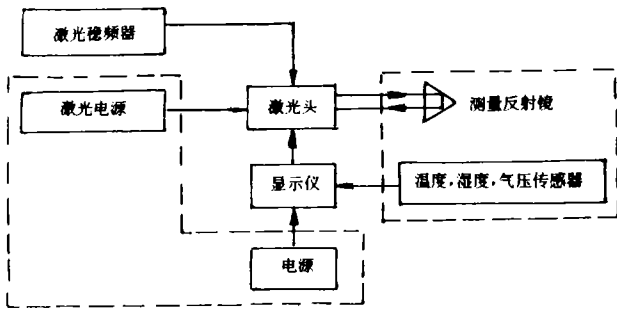 激光稳频器
激光电源
激光头
测量反射镜
显示仪
温度，湿度，气压传感器
电源